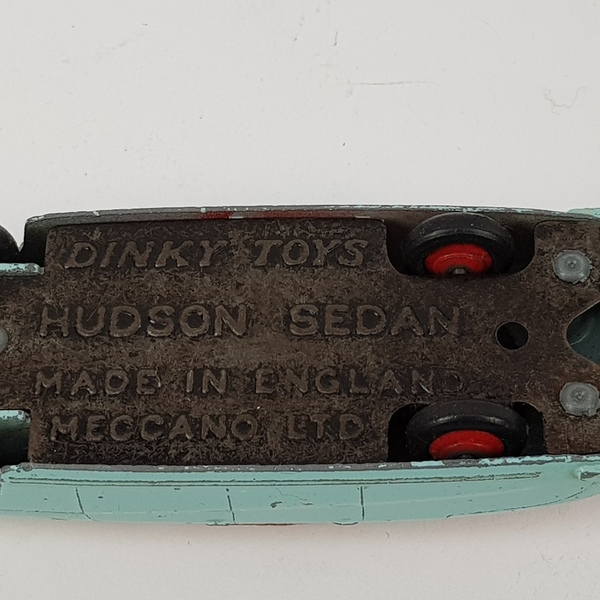 DINKY TOYS
HUDSON SEDAN
MADE IN ENGLAND
MECCANO LTD